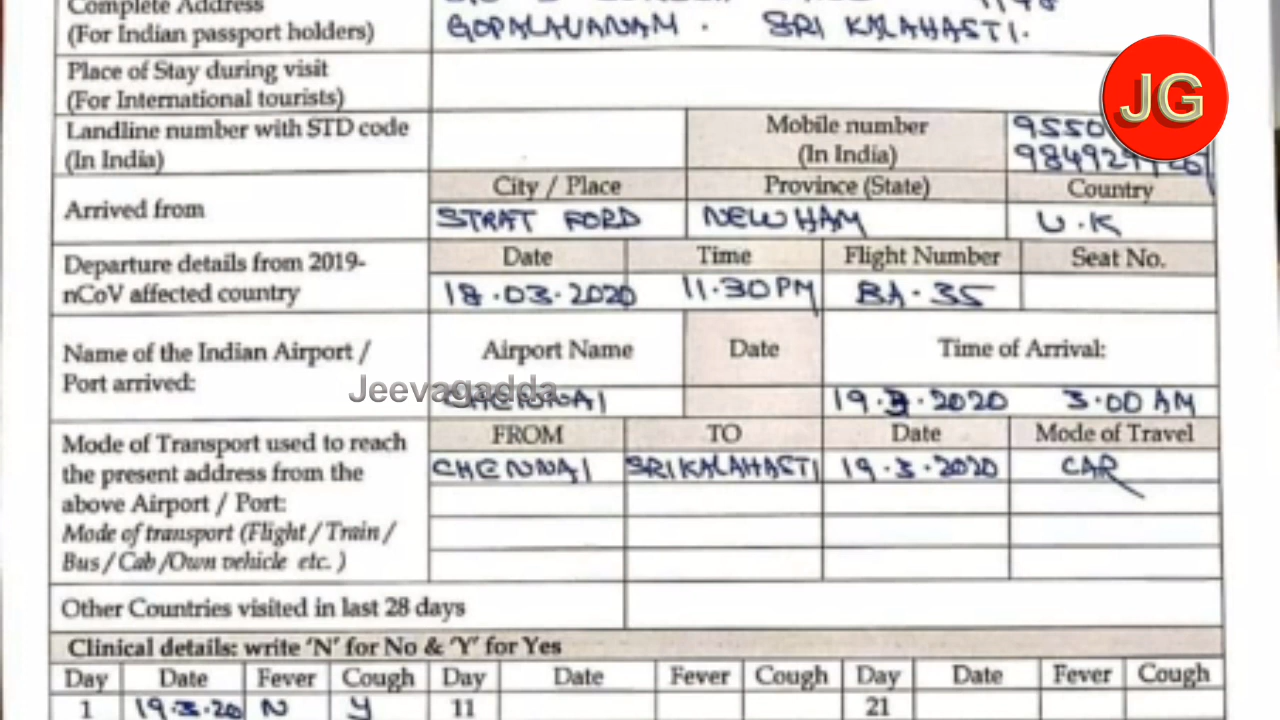 Complete Address
(For Indian passport holders)
GOPALAVANAM . SRI KALAHASTI.
Place of Stay during visit
(For International tourists)
Landline number with STD code
(In India)
Mobile number
(In India)
9550
JG
Arrived from
City / Place
Province (State)
Country
STRAT FORD
NEWHAM
U.K
Departure details from 2019-
nCoV affected country
Date
Time
Flight Number
Seat No.
18.03.2020
11.30PM
BA-35
Name of the Indian Airport /
Port arrived:
Airport Name
Date
Time of Arrival:
Jeevagadda
CHENNAI
19.3.2020
3.00 AM
Mode of Transport used to reach
the present address from the
above Airport / Port:
Mode of transport (Flight / Train /
Bus / Cab /Own vehicle etc. )
FROM
TO
Date
Mode of Travel
CHENNAI
SRIKALAHASTI
19.3.2020
CAR
Other Countries visited in last 28 days
Clinical details: write 'N' for No & 'Y' for Yes
Day Date Fever Cough Day Date Fever Cough Day Date Fever Cough
1 19.3.20 N Y 11 21